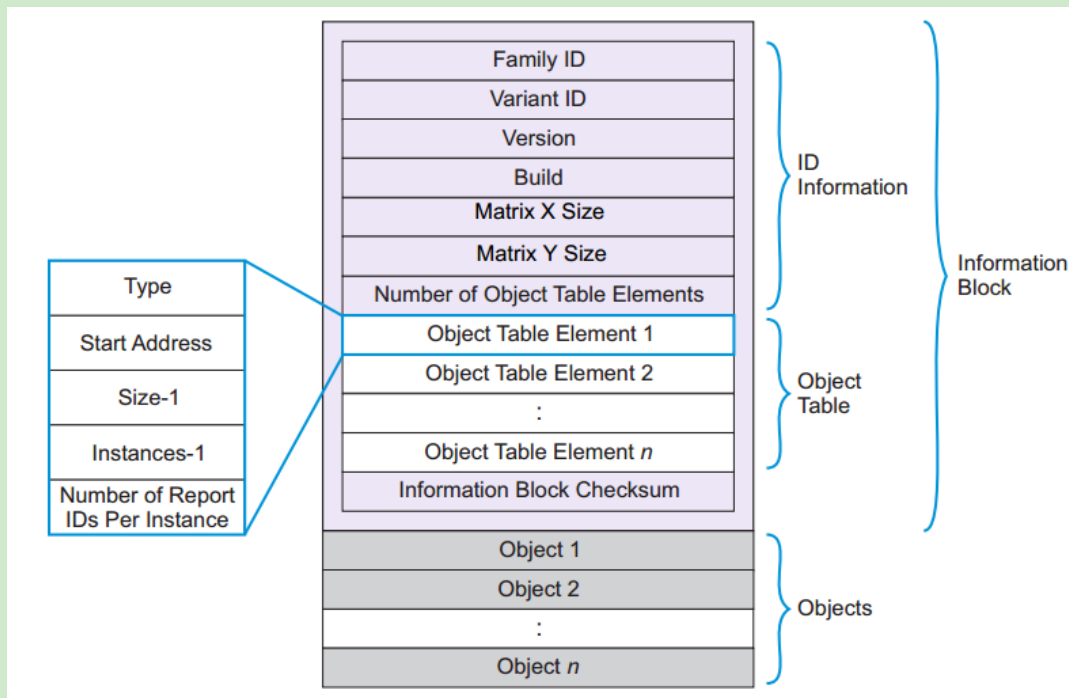 Family ID
Variant ID
Version
Build
Matrix X Size
Matrix Y Size
Number of Object Table Elements
Object Table Element 1
Object Table Element 2
:
Object Table Element n
Information Block Checksum
Object 1
Object 2
:
Object n
Type
Start Address
Size-1
Instances-1
Number of Report
IDs Per Instance
ID
Information
Object
Table
Information
Block
Objects